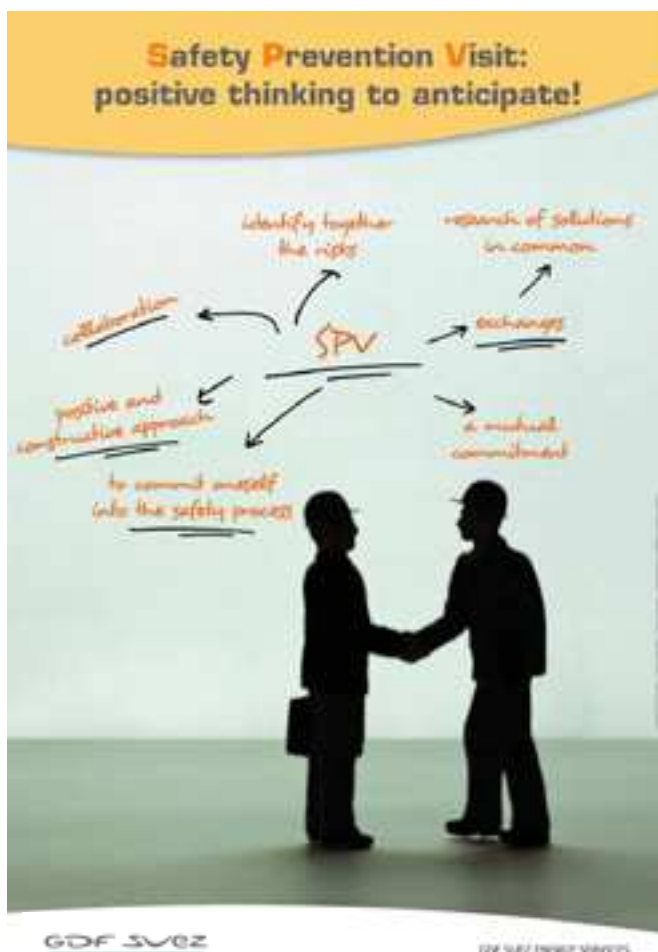 Safety Prevention Visit:
positive thinking to anticipate!
identify together
the risks
research of solutions
in common
collaboration
SPV
exchanges
positive and
constructive approach
a mutual
commitment
to commit oneself
into the safety process
GDF SUEZ
GDF SUEZ ENERGY SERVICES